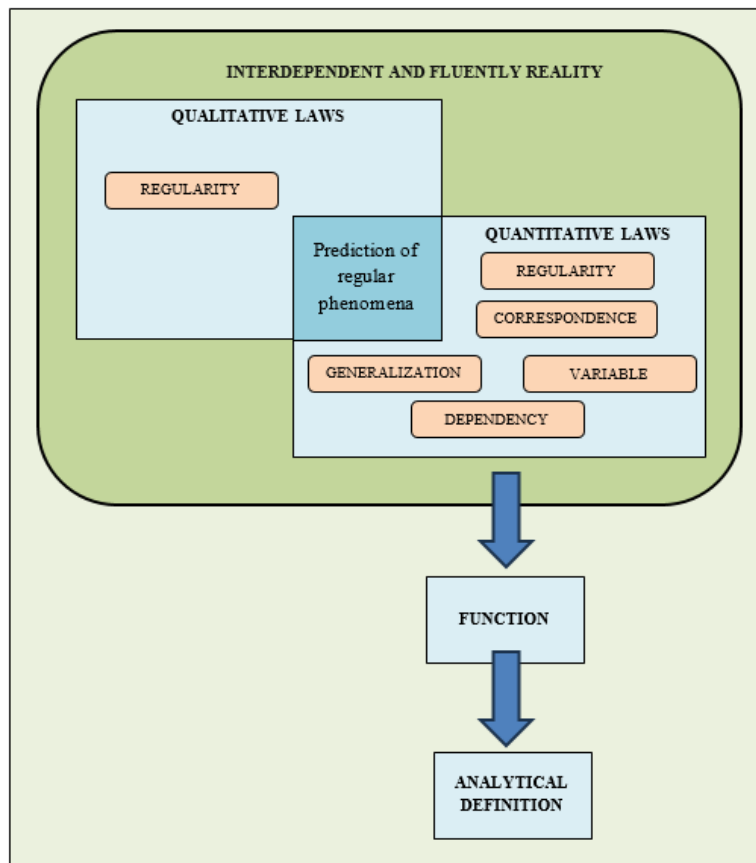 INTERDEPENDENT AND FLUENTLY REALITY
QUALITATIVE LAWS
REGULARITY
Prediction of
regular
phenomena
QUANTITATIVE LAWS
REGULARITY
CORRESPONDENCE
GENERALIZATION
VARIABLE
DEPENDENCY
FUNCTION
ANALYTICAL
DEFINITION